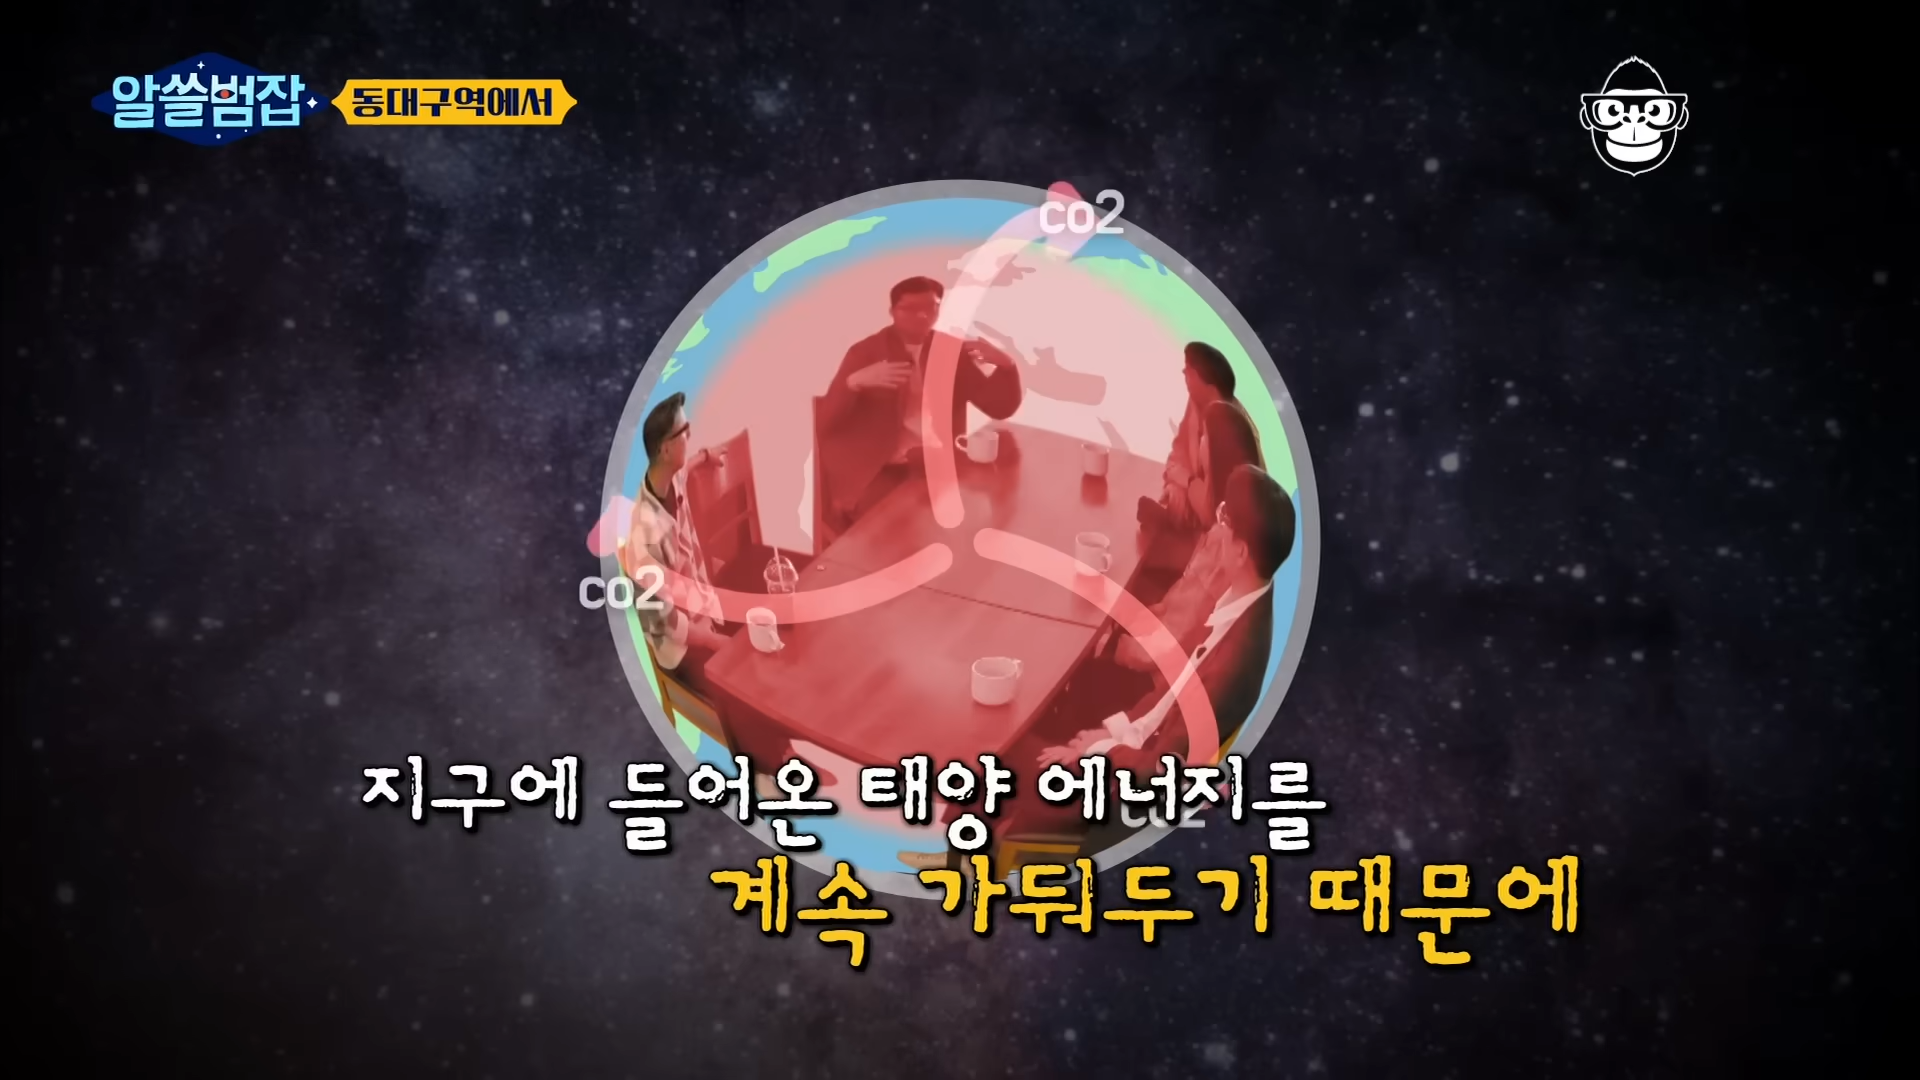 알쓸범잡
동대구역에서
co2
co2
co2
지구에 들어온 태양 에너지를
계속 가둬두기 때문에